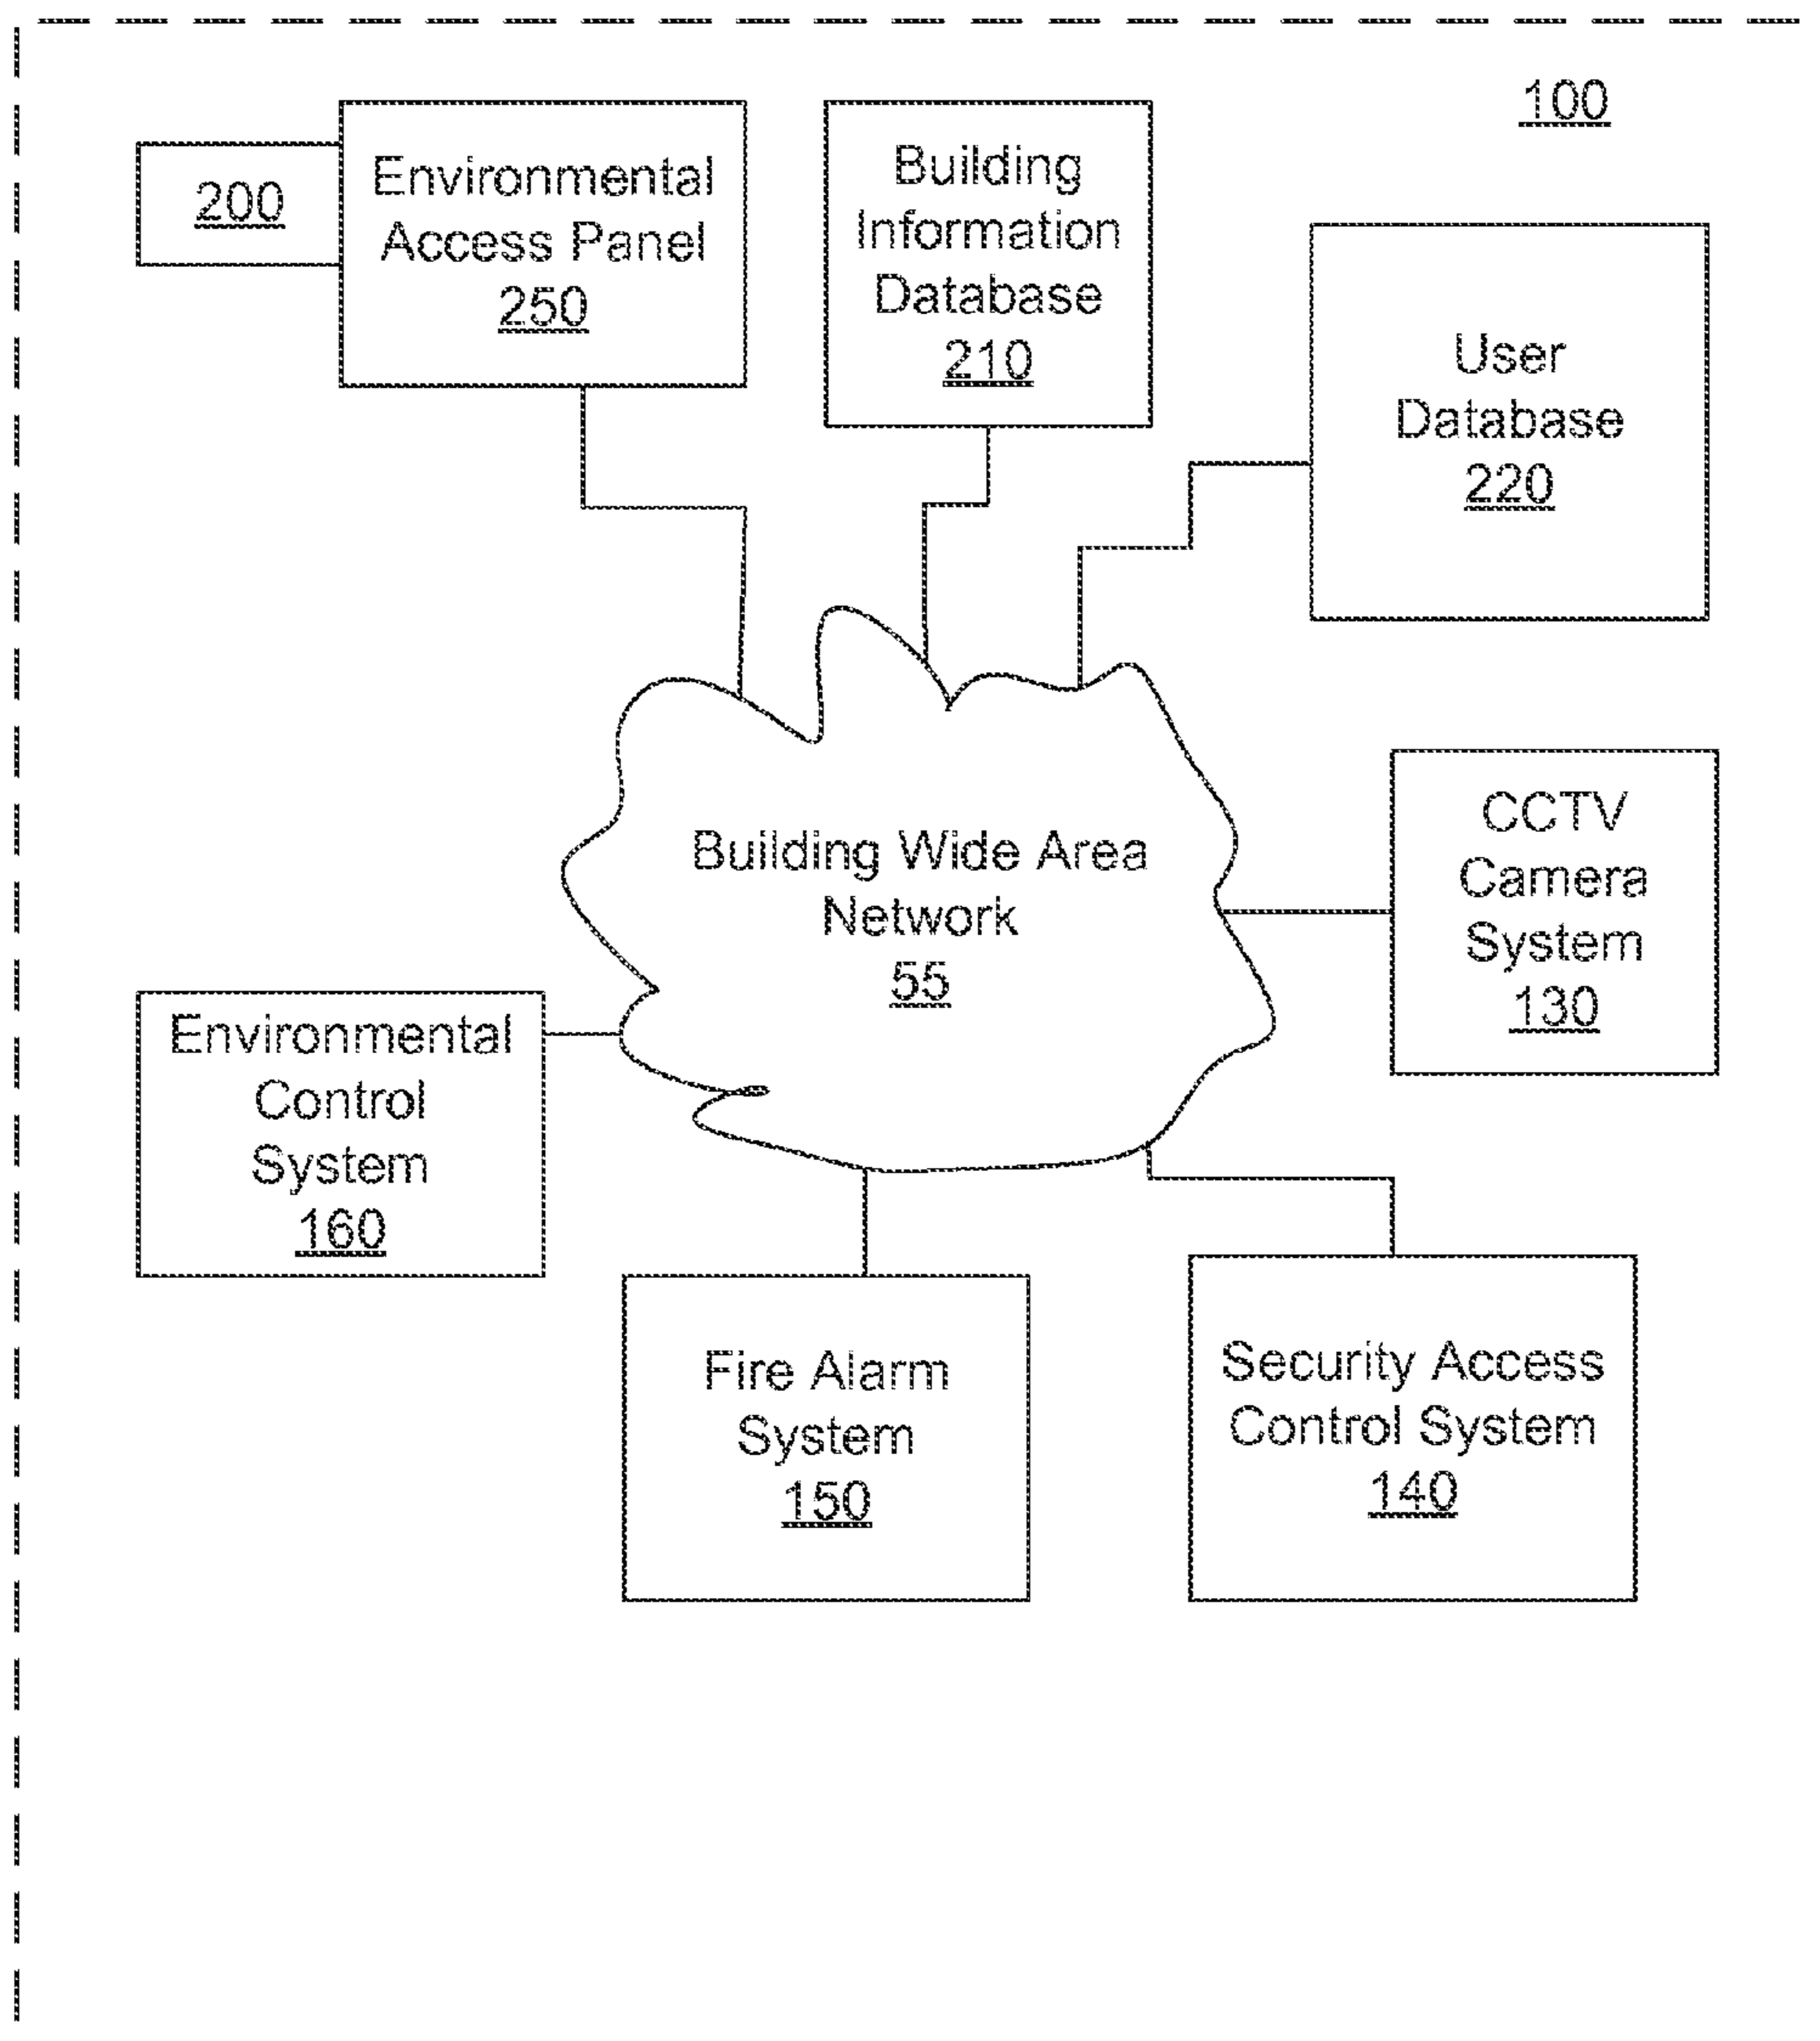 100
200
Environmental
Access Panel
250
Building
Information
Database
210
User
Database
220
Building Wide Area
Network
55
CCTV
Camera
System
130
Environmental
Control
System
160
Fire Alarm
System
150
Security Access
Control System
140